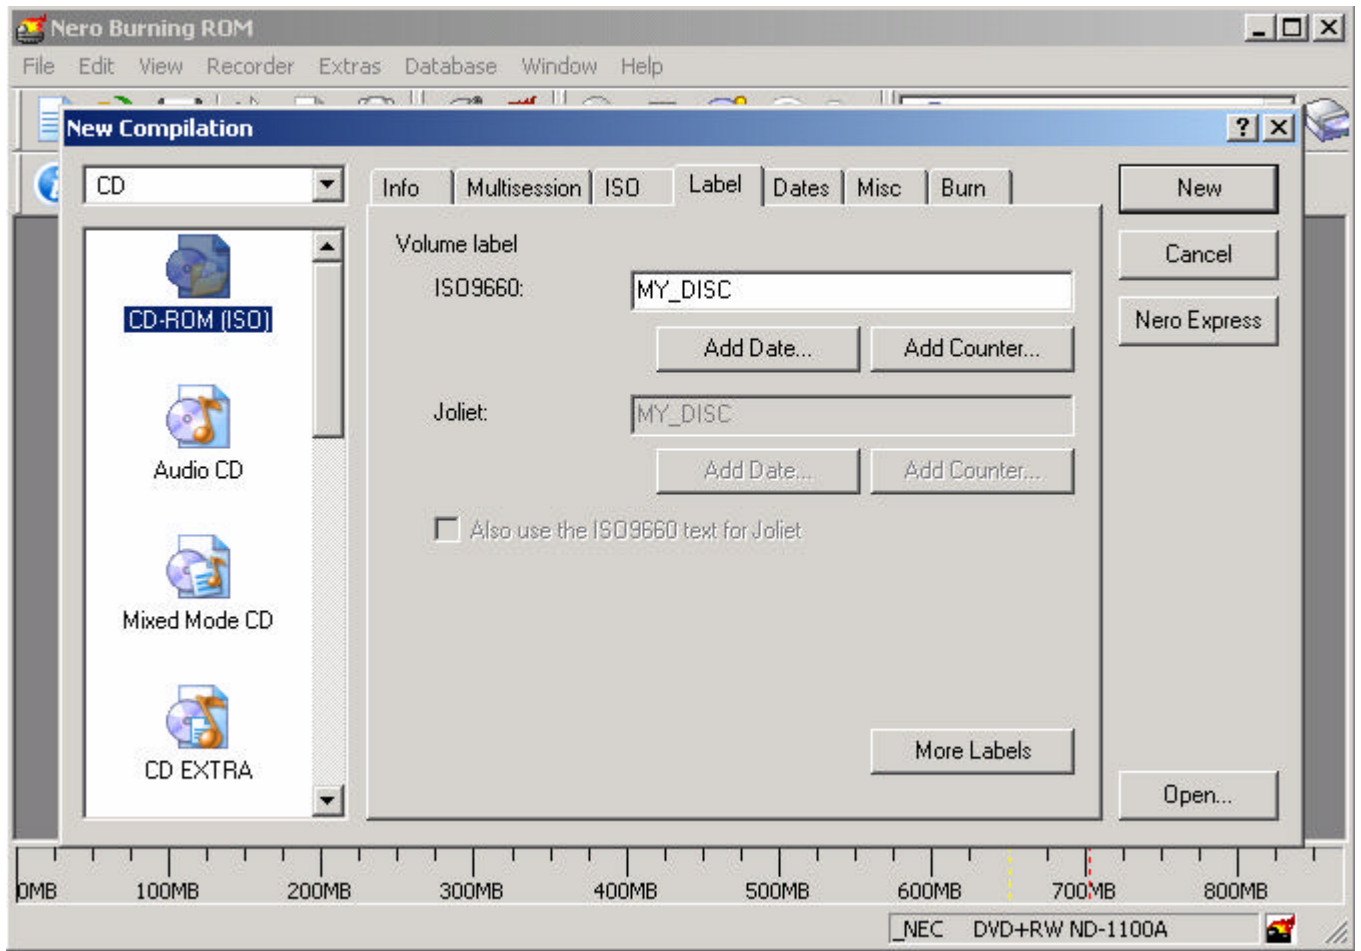 Nero Burning ROM
File Edit View Recorder Extras Database Window Help
New Compilation
CD
Info Multisession ISO Label Dates Misc Burn
New
Cancel
Nero Express
Volume label
ISO9660: MY_DISC
Add Date... Add Counter...
Joliet: MY_DISC
Add Date... Add Counter...
Also use the ISO9660 text for Joliet
More Labels
Open...
CD-ROM (ISO)
Audio CD
Mixed Mode CD
CD EXTRA
0MB 100MB 200MB 300MB 400MB 500MB 600MB 700MB 800MB
_NEC DVD+RW ND-1100A